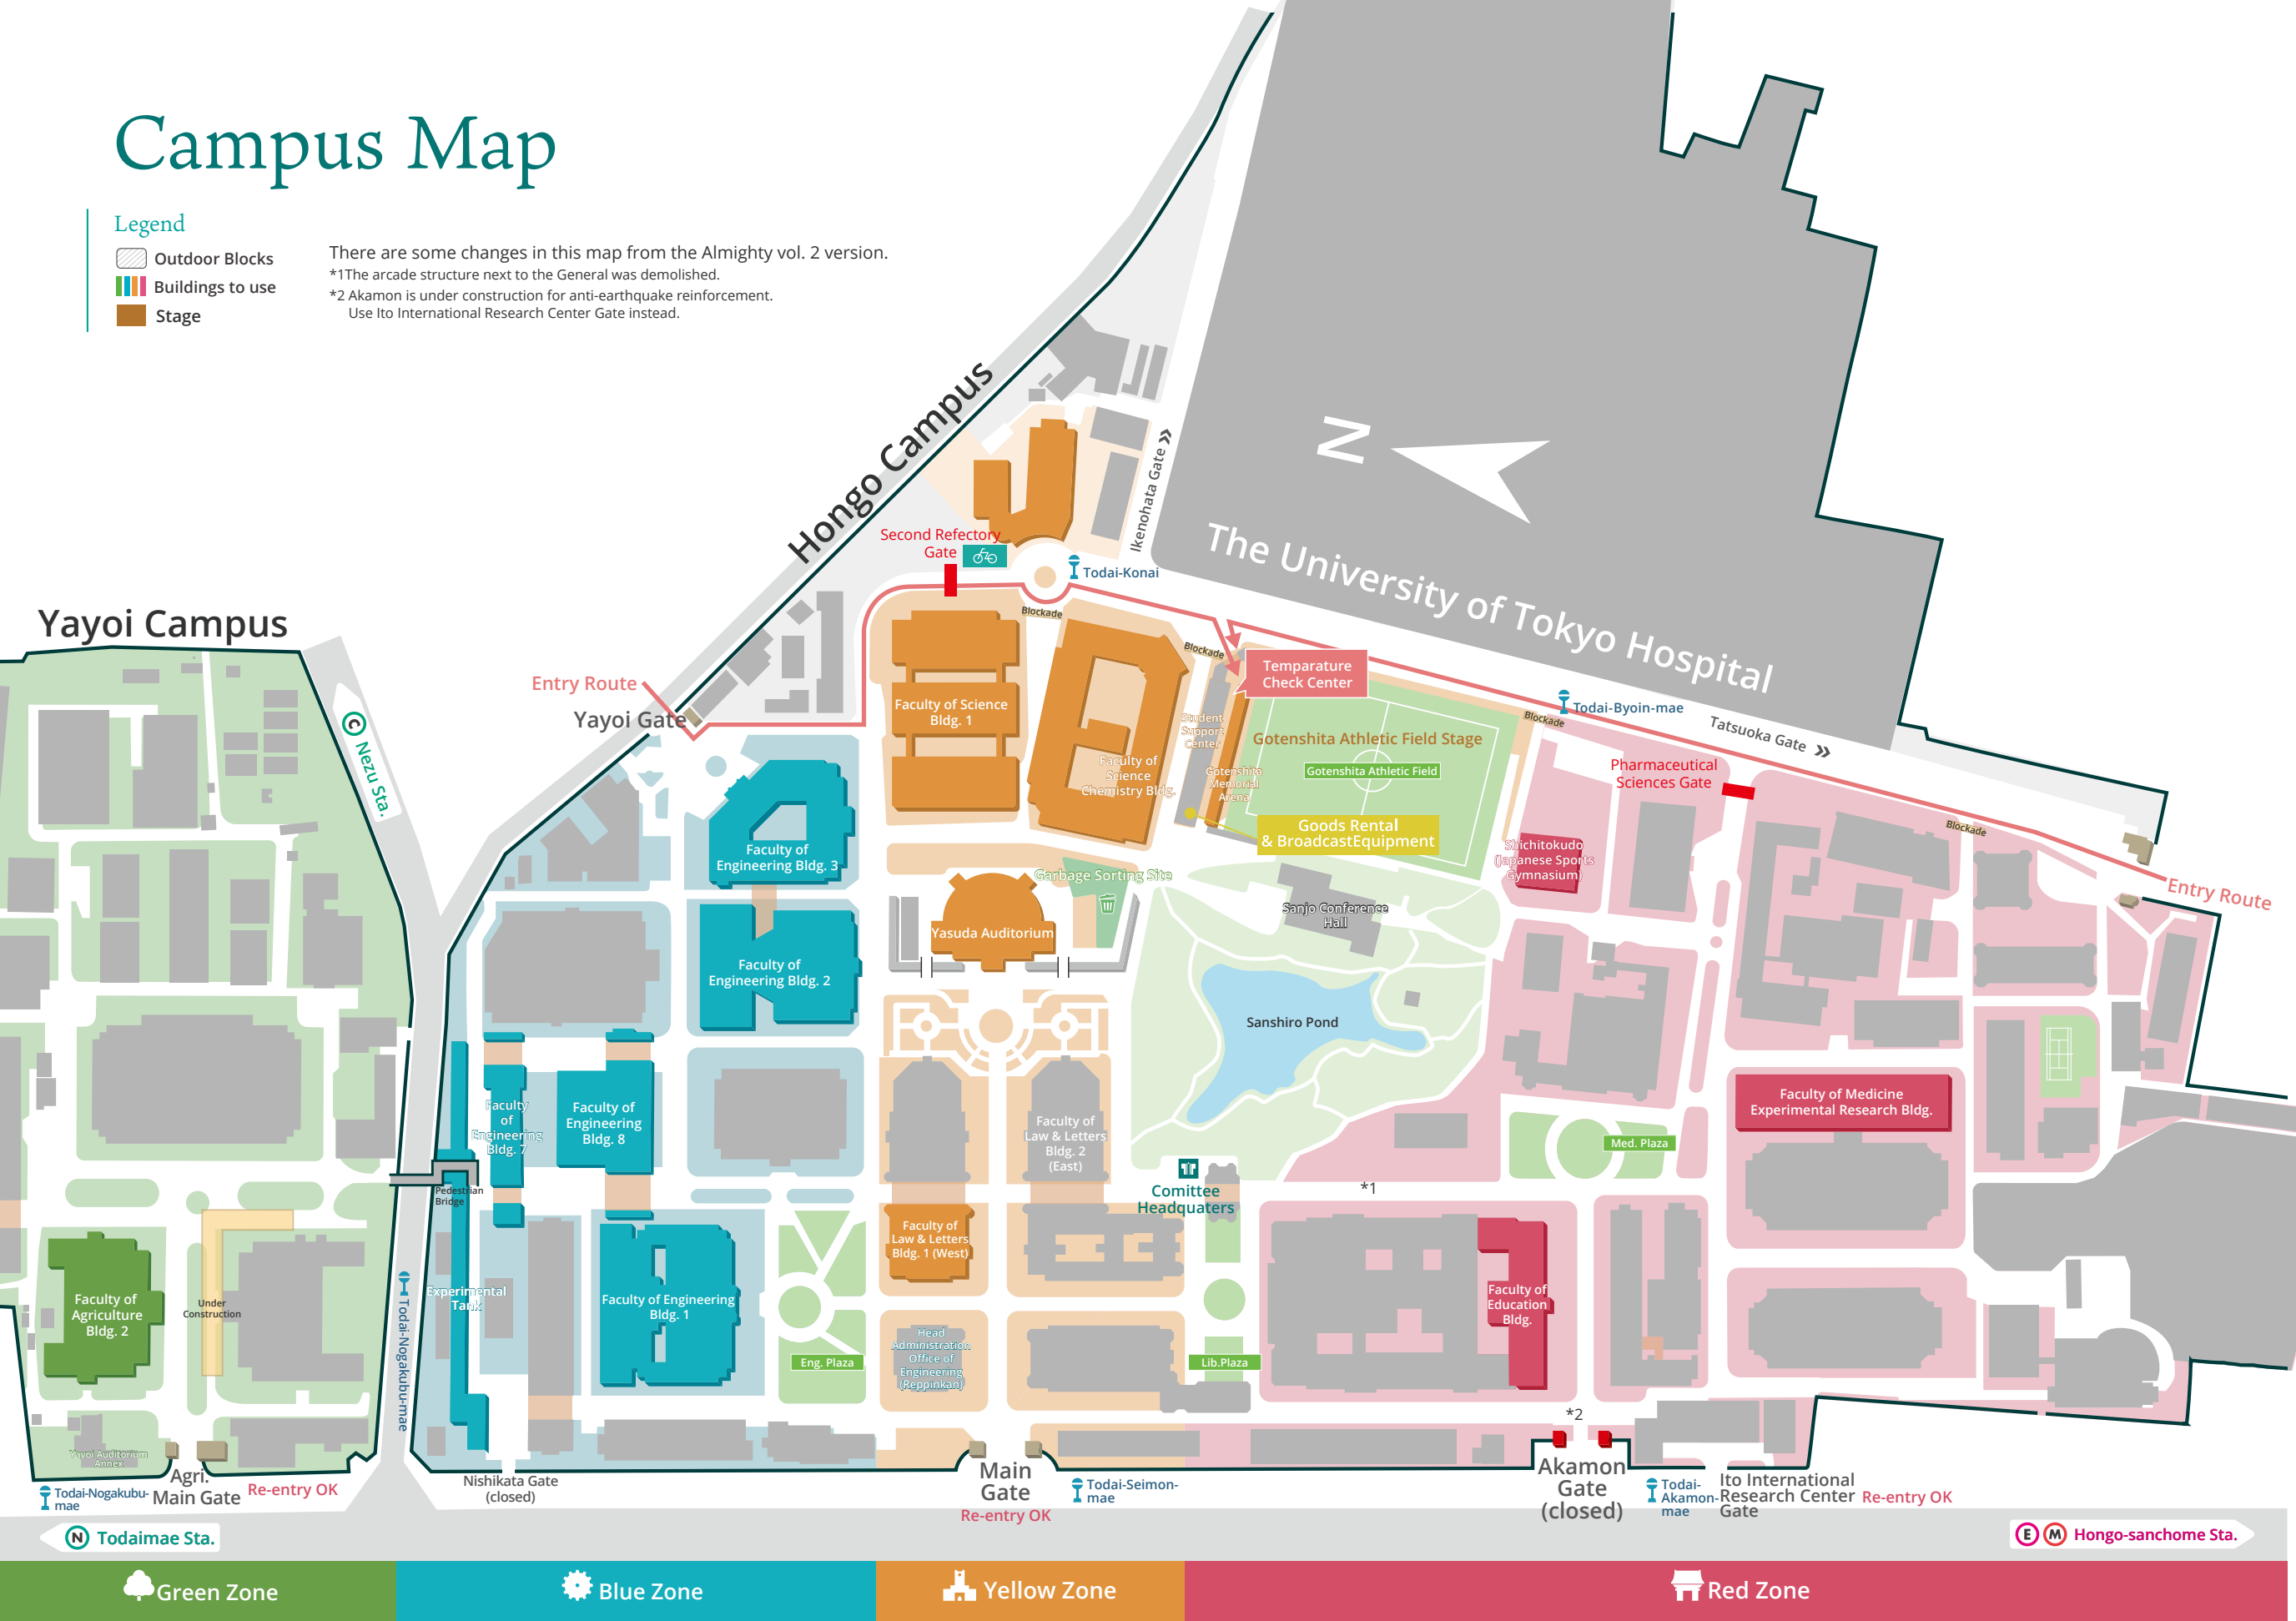 Campus Map
Legend
Outdoor Blocks
Buildings to use
Stage
There are some changes in this map from the Almighty vol. 2 version.
*1The arcade structure next to the General was demolished.
*2 Akamon is under construction for anti-earthquake reinforcement.
Use Ito International Research Center Gate instead.
Hongo Campus
Ikenohata Gate »
N
The University of Tokyo Hospital
Second Refectory
Gate
Todai-Konai
Blockade
Yayoi Campus
Entry Route
Yayoi Gate
C Nezu Sta.
Faculty of Science
Bldg. 1
Faculty of
Science
Chemistry Bldg.
Blockade
Student
Support
Center
Gotenshita
Memorial
Arena
Temparature
Check Center
Gotenshita Athletic Field Stage
Gotenshita Athletic Field
Goods Rental
& BroadcastEquipment
Todai-Byoin-mae
Blockade
Tatsuoka Gate »
Pharmaceutical
Sciences Gate
Shichitokudo
(Japanese Sports
Gymnasium)
Blockade
Entry Route
Faculty of
Engineering Bldg. 3
Garbage Sorting Site
Yasuda Auditorium
Sanjo Conference
Hall
Faculty of
Engineering Bldg. 2
Sanshiro Pond
Faculty
of
Engineering
Bldg. 7
Faculty of
Engineering
Bldg. 8
Faculty of
Law & Letters
Bldg. 2
(East)
Med. Plaza
Faculty of Medicine
Experimental Research Bldg.
Pedestrian
Bridge
Comittee
Headquaters
*1
Faculty of
Law & Letters
Bldg. 1 (West)
Faculty of
Agriculture
Bldg. 2
Under
Construction
Todai-Nogakubu-mae
Experimental
Tank
Faculty of Engineering
Bldg. 1
Eng. Plaza
Head
Administration
Office of
Engineering
(Reppinkan)
Lib.Plaza
Faculty of
Education
Bldg.
*2
Yayoi Auditorium
Annex
Todai-Nogakubu-
mae
Agri.
Main Gate
Re-entry OK
Nishikata Gate
(closed)
Main
Gate
Re-entry OK
Todai-Seimon-
mae
Akamon
Gate
(closed)
Todai-
Akamon-
mae
Ito International
Research Center
Gate
Re-entry OK
N Todaimae Sta.
E M Hongo-sanchome Sta.
Green Zone
Blue Zone
Yellow Zone
Red Zone